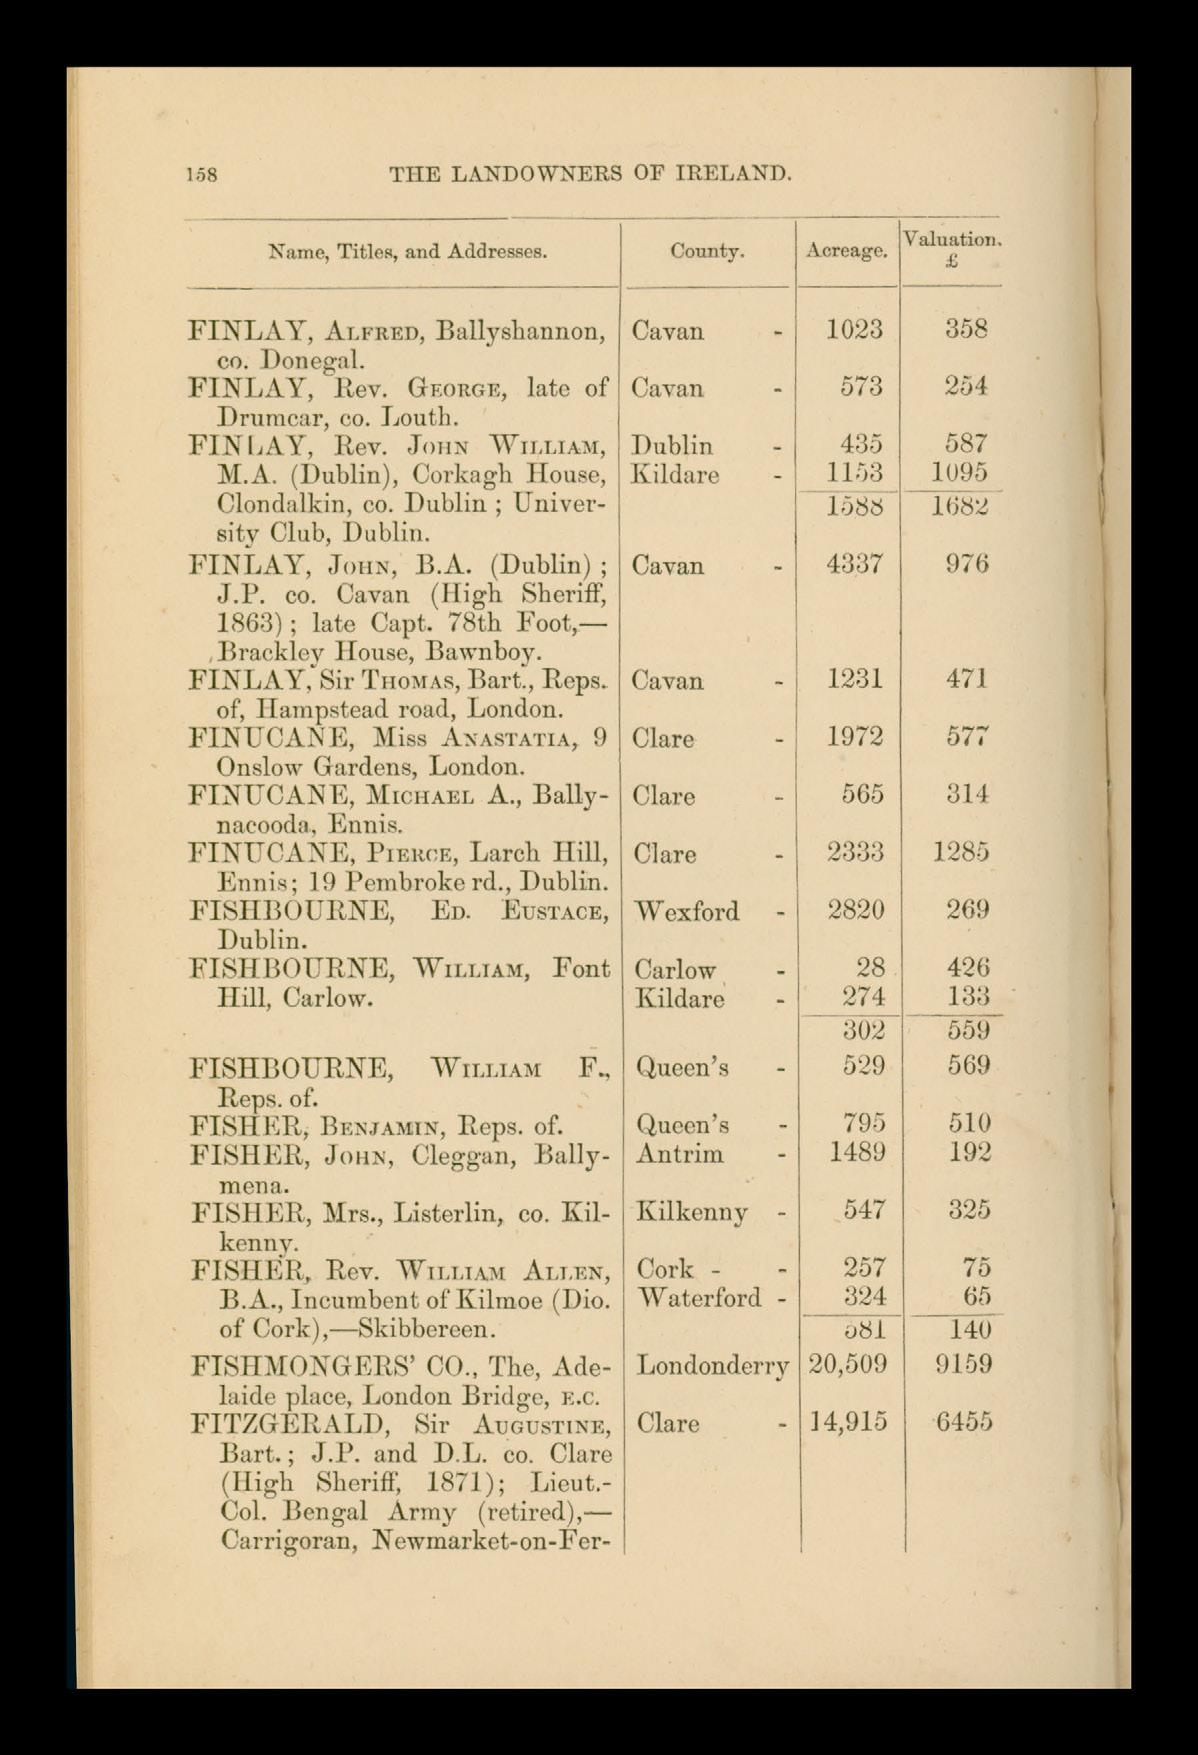 158 THE LANDOWNERS OF IRELAND.
Name, Titles, and Addresses. County. Acreage. Valuation. £
FINLAY, ALFRED, Ballyshannon, Cavan - 1023 358
co. Donegal.
FINLAY, Rev. GEORGE, late of Cavan - 573 254
Drumcar, co. Louth.
FINLAY, Rev. JOHN WILLIAM, Dublin - 435 587
M.A. (Dublin), Corkagh House, Kildare - 1153 1095
Clondalkin, co. Dublin ; Univer- 1588 1682
sity Club, Dublin.
FINLAY, JOHN, B.A. (Dublin) ; Cavan - 4337 976
J.P. co. Cavan (High Sheriff,
1863) ; late Capt. 78th Foot,—
Brackley House, Bawnboy.
FINLAY, Sir THOMAS, Bart., Reps. Cavan - 1231 471
of, Hampstead road, London.
FINUCANE, Miss ANASTATIA, 9 Clare - 1972 577
Onslow Gardens, London.
FINUCANE, MICHAEL A., Bally- Clare - 565 314
nacooda, Ennis.
FINUCANE, PIERCE, Larch Hill, Clare - 2333 1285
Ennis; 19 Pembroke rd., Dublin.
FISHBOURNE, ED. EUSTACE, Wexford - 2820 269
Dublin.
FISHBOURNE, WILLIAM, Font Carlow - 28 426
Hill, Carlow. Kildare - 274 133
302 559
FISHBOURNE, WILLIAM F., Queen's - 529 569
Reps. of.
FISHER, BENJAMIN, Reps. of. Queen's - 795 510
FISHER, JOHN, Cleggan, Bally- Antrim - 1489 192
mena.
FISHER, Mrs., Listerlin, co. Kil- Kilkenny - 547 325
kenny.
FISHER, Rev. WILLIAM ALLEN, Cork - - 257 75
B.A., Incumbent of Kilmoe (Dio. Waterford - 324 65
of Cork),—Skibbereen. 581 140
FISHMONGERS' CO., The, Ade- Londonderry 20,509 9159
laide place, London Bridge, E.C.
FITZGERALD, Sir AUGUSTINE, Clare - 14,915 6455
Bart. ; J.P. and D.L. co. Clare
(High Sheriff, 1871); Lieut.-
Col. Bengal Army (retired),—
Carrigoran, Newmarket-on-Fer-